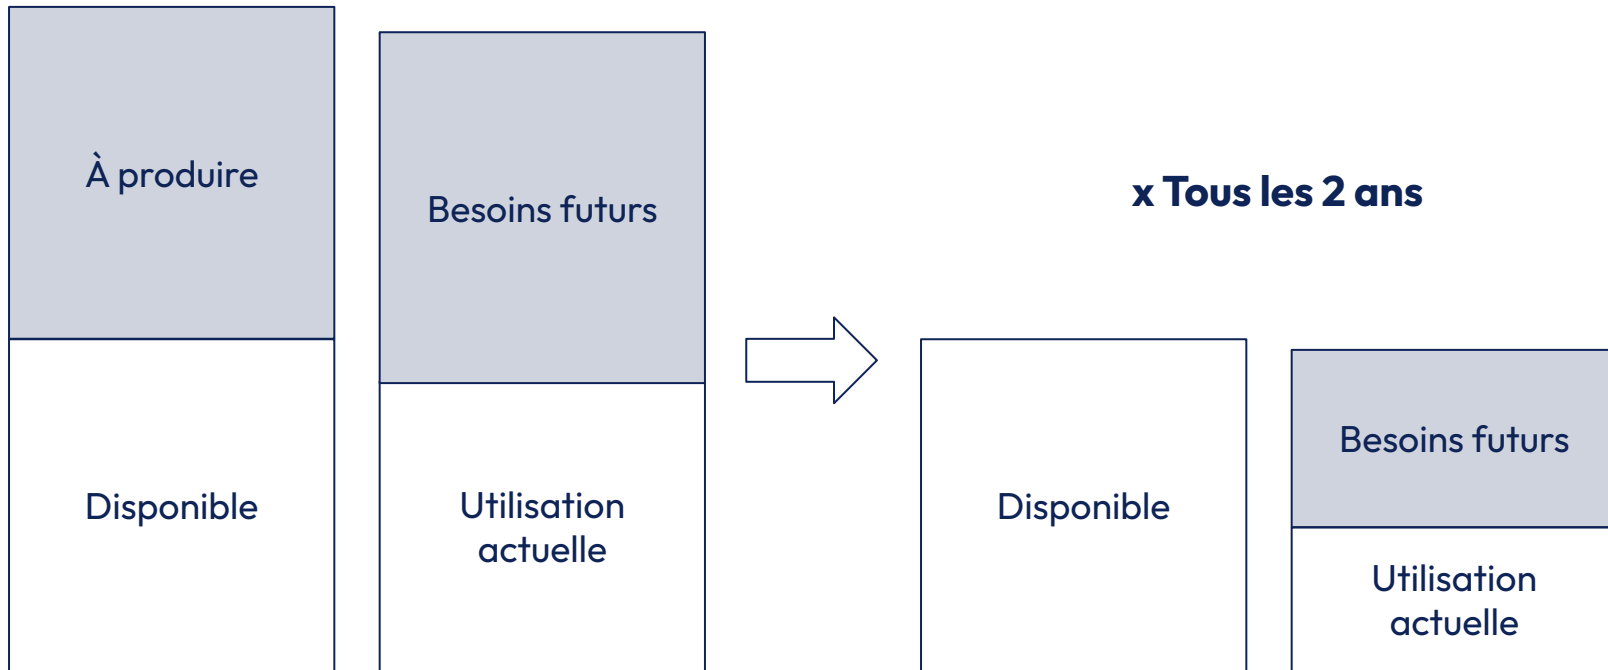 À produire
Disponible
Besoins futurs
Utilisation
actuelle
x Tous les 2 ans
Disponible
Besoins futurs
Utilisation
actuelle